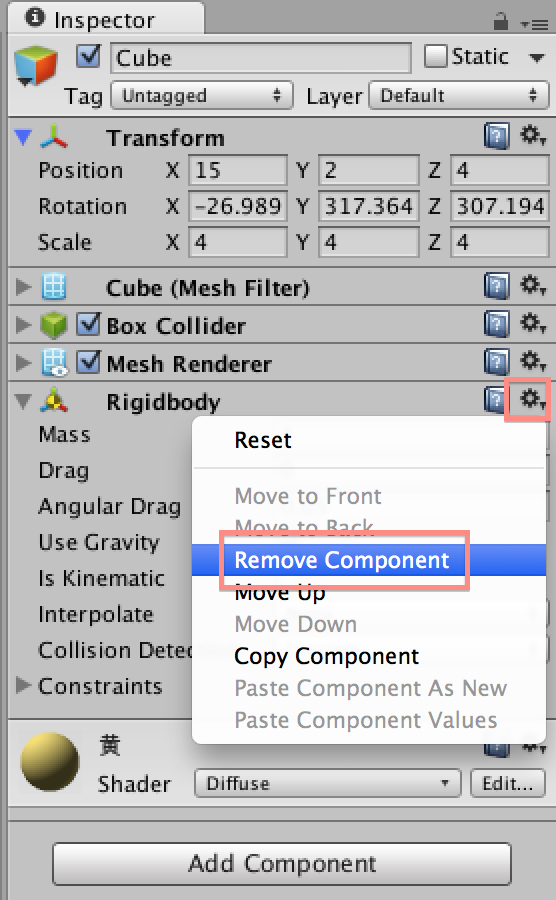 Inspector
Cube Static
Tag Untagged Layer Default
Transform
Position X 15 Y 2 Z 4
Rotation X -26.989 Y 317.364 Z 307.194
Scale X 4 Y 4 Z 4
Cube (Mesh Filter)
Box Collider
Mesh Renderer
Rigidbody
Mass
Drag
Angular Drag
Use Gravity
Is Kinematic
Interpolate
Collision Detec
Constraints
Reset
Move to Front
Move to Back
Remove Component
Move Up
Move Down
Copy Component
Paste Component As New
Paste Component Values
黄
Shader Diffuse Edit...
Add Component